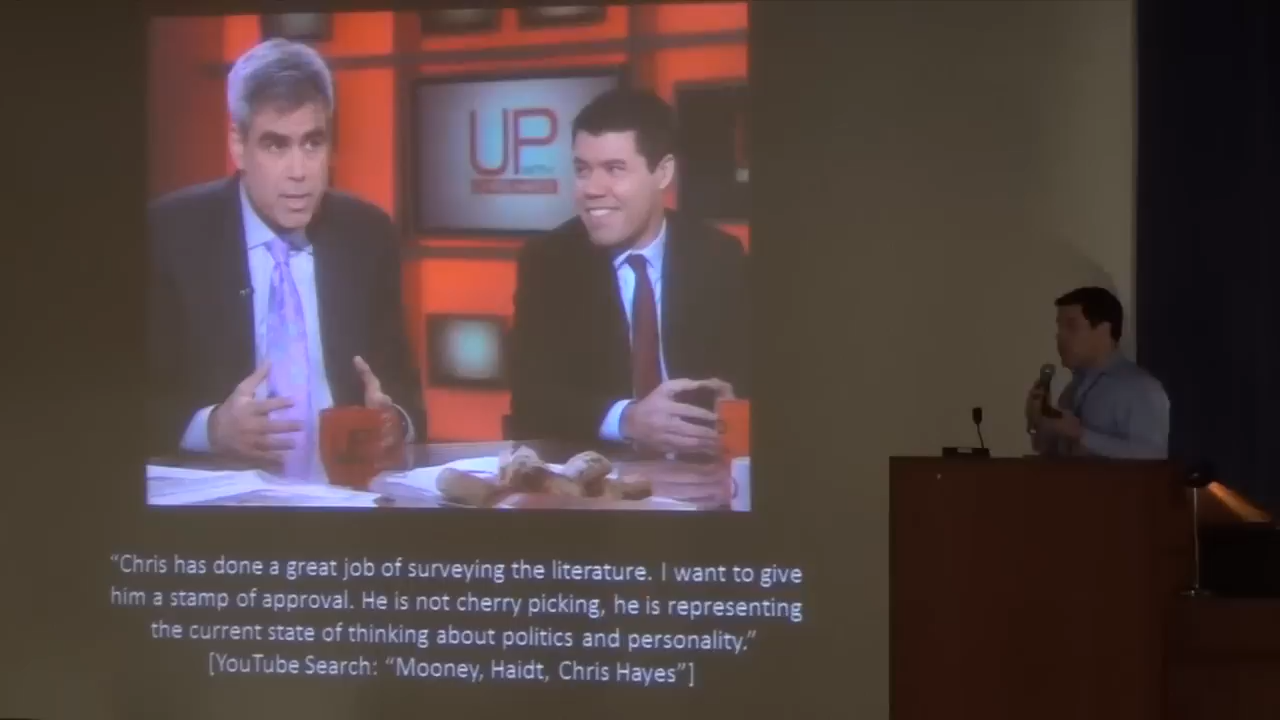 UP
"Chris has done a great job of surveying the literature. I want to give
him a stamp of approval. He is not cherry picking, he is representing
the current state of thinking about politics and personality."
[YouTube Search: "Mooney, Haidt, Chris Hayes"]